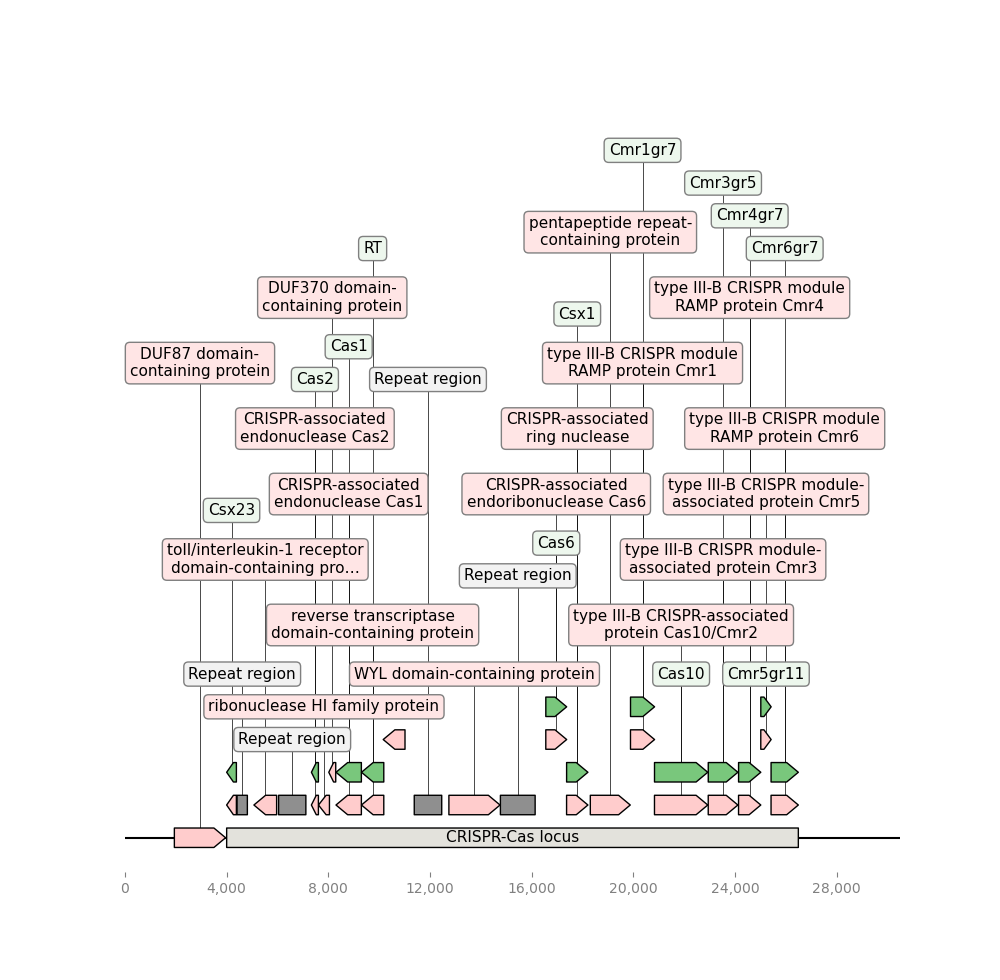 Cmr1gr7
Cmr3gr5
Cmr4gr7
pentapeptide repeat-
containing protein
RT
Cmr6gr7
DUF370 domain-
containing protein
type III-B CRISPR module
RAMP protein Cmr4
Csx1
Cas1
DUF87 domain-
containing protein
type III-B CRISPR module
RAMP protein Cmr1
Cas2
Repeat region
CRISPR-associated
endonuclease Cas2
CRISPR-associated
ring nuclease
type III-B CRISPR module
RAMP protein Cmr6
CRISPR-associated
endonuclease Cas1
CRISPR-associated
endoribonuclease Cas6
type III-B CRISPR module-
associated protein Cmr5
Csx23
Cas6
toll/interleukin-1 receptor
domain-containing pro...
type III-B CRISPR module-
associated protein Cmr3
Repeat region
reverse transcriptase
domain-containing protein
type III-B CRISPR-associated
protein Cas10/Cmr2
Repeat region
WYL domain-containing protein
Cas10
Cmr5gr11
ribonuclease HI family protein
Repeat region
CRISPR-Cas locus
0
4,000
8,000
12,000
16,000
20,000
24,000
28,000